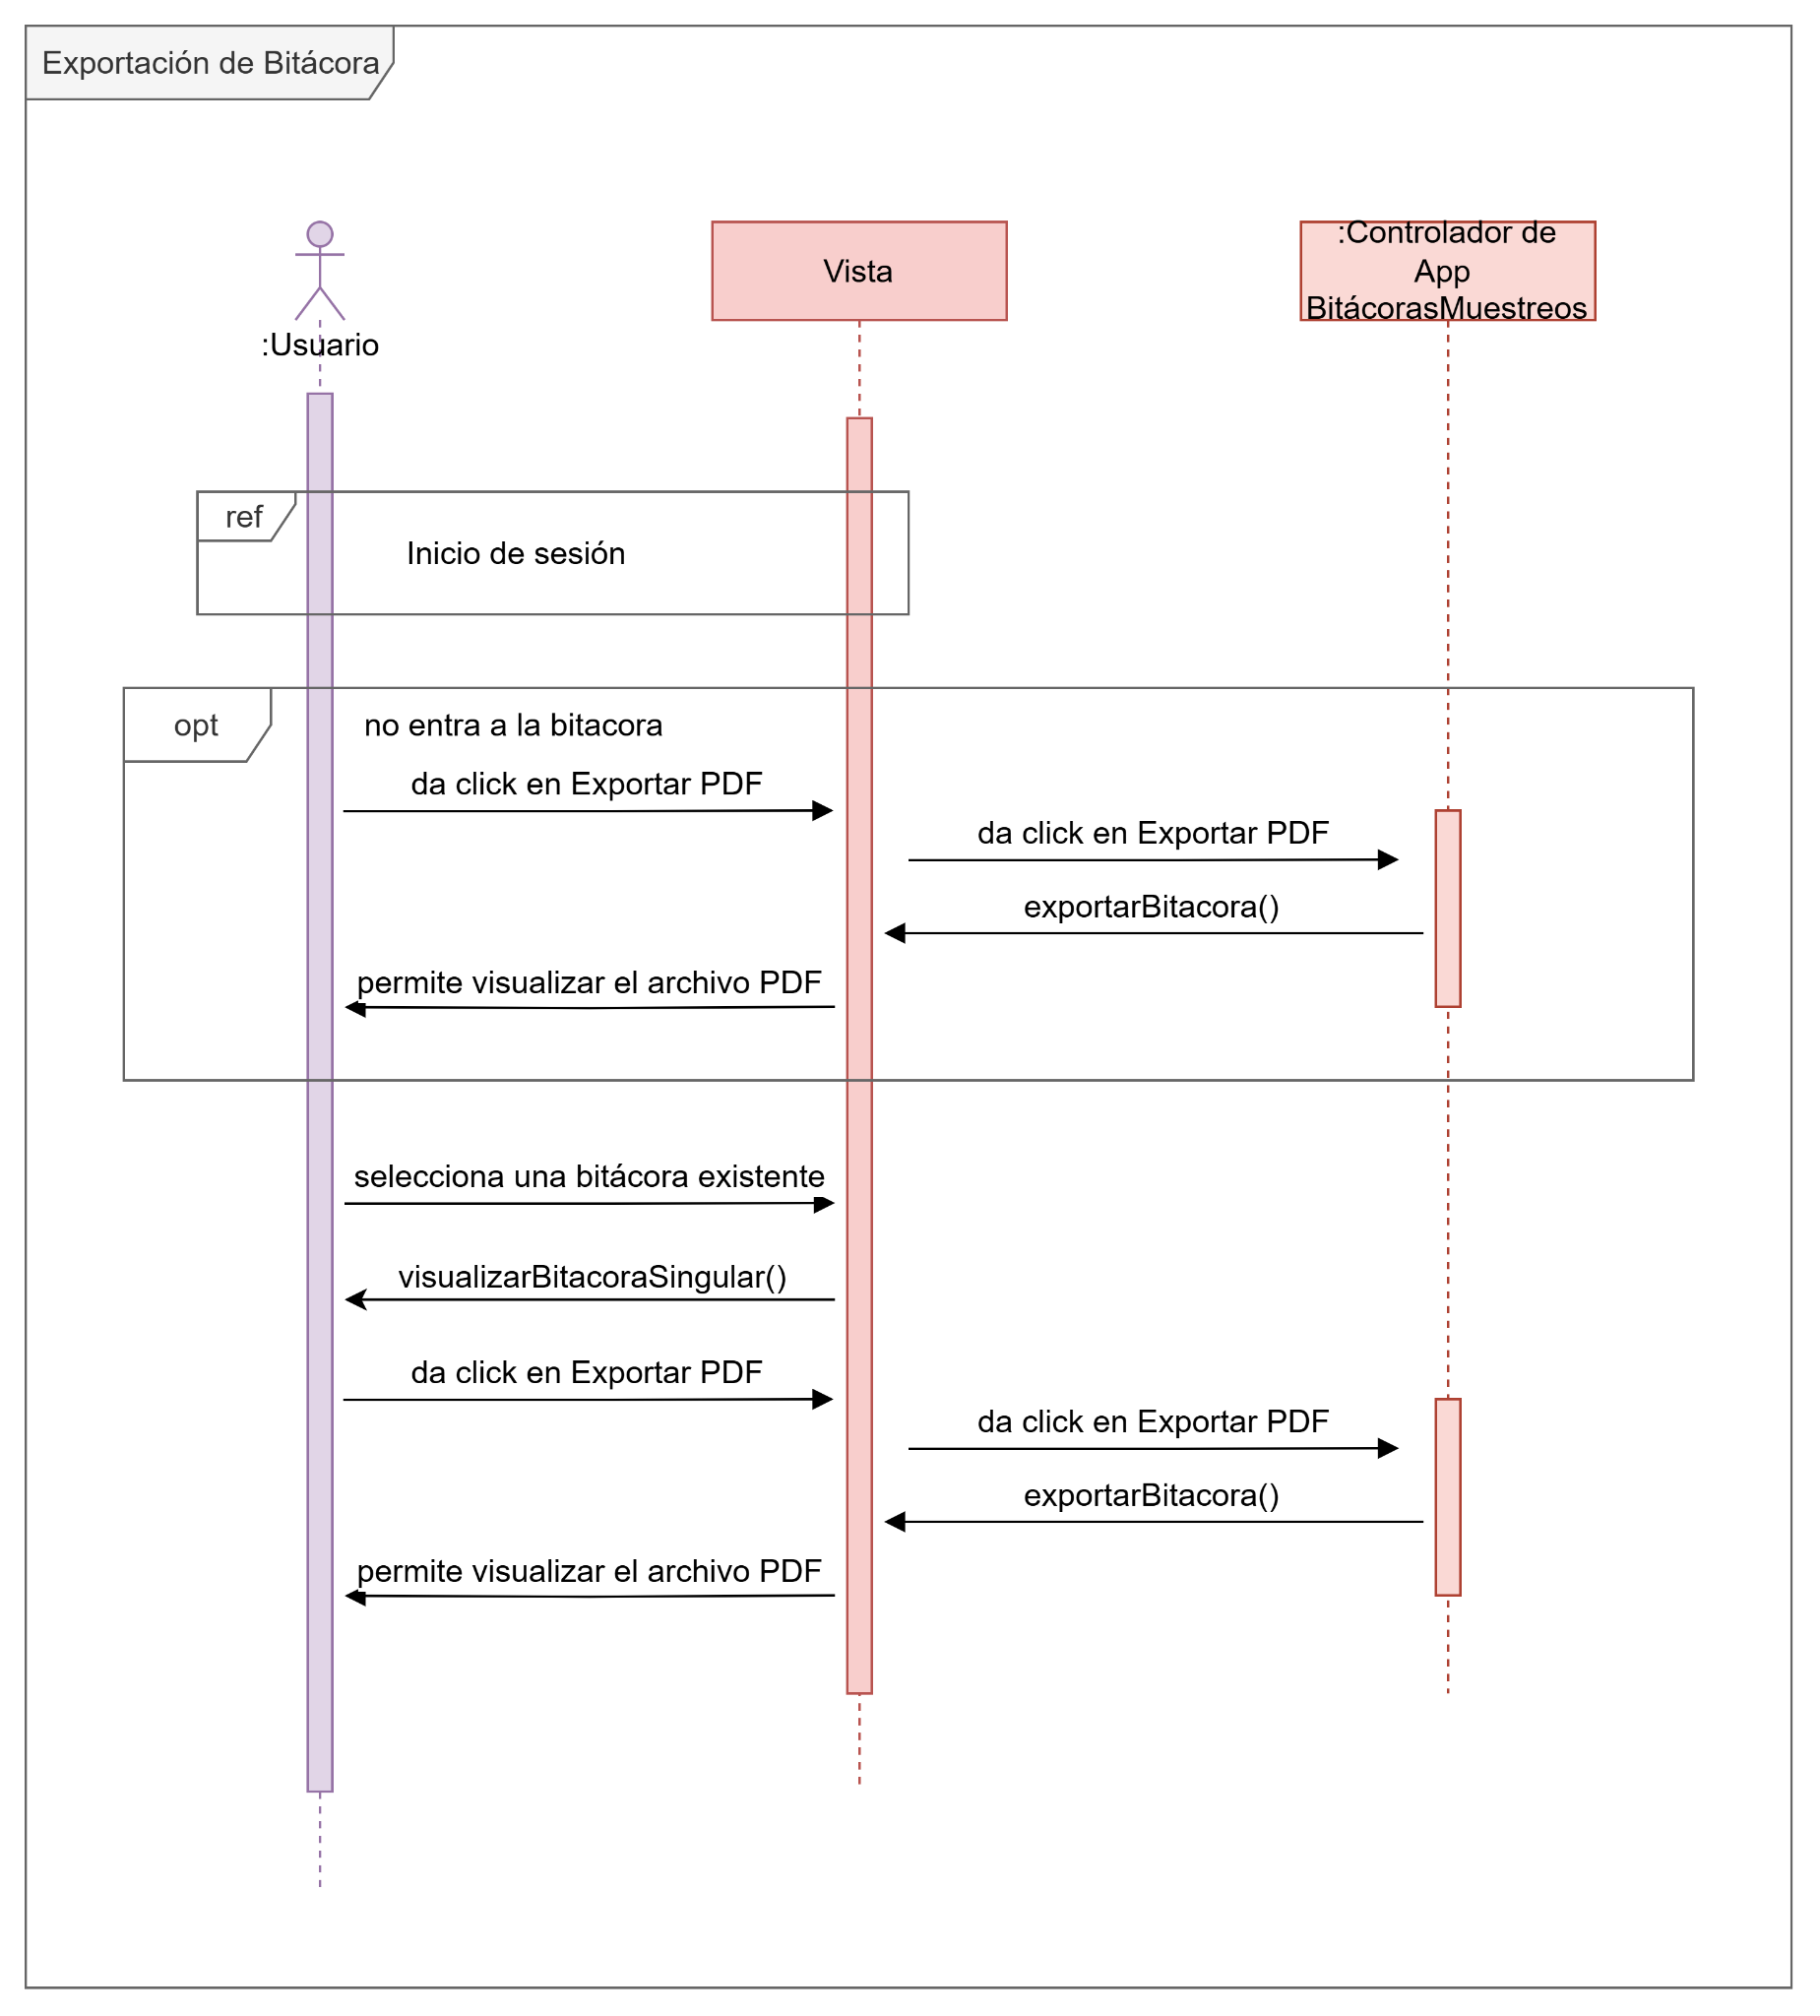 Exportación de Bitácora
:Usuario
Vista
:Controlador de
App
BitácorasMuestreos
ref
Inicio de sesión
opt
no entra a la bitacora
da click en Exportar PDF
da click en Exportar PDF
exportarBitacora()
permite visualizar el archivo PDF
selecciona una bitácora existente
visualizarBitacoraSingular()
da click en Exportar PDF
da click en Exportar PDF
exportarBitacora()
permite visualizar el archivo PDF